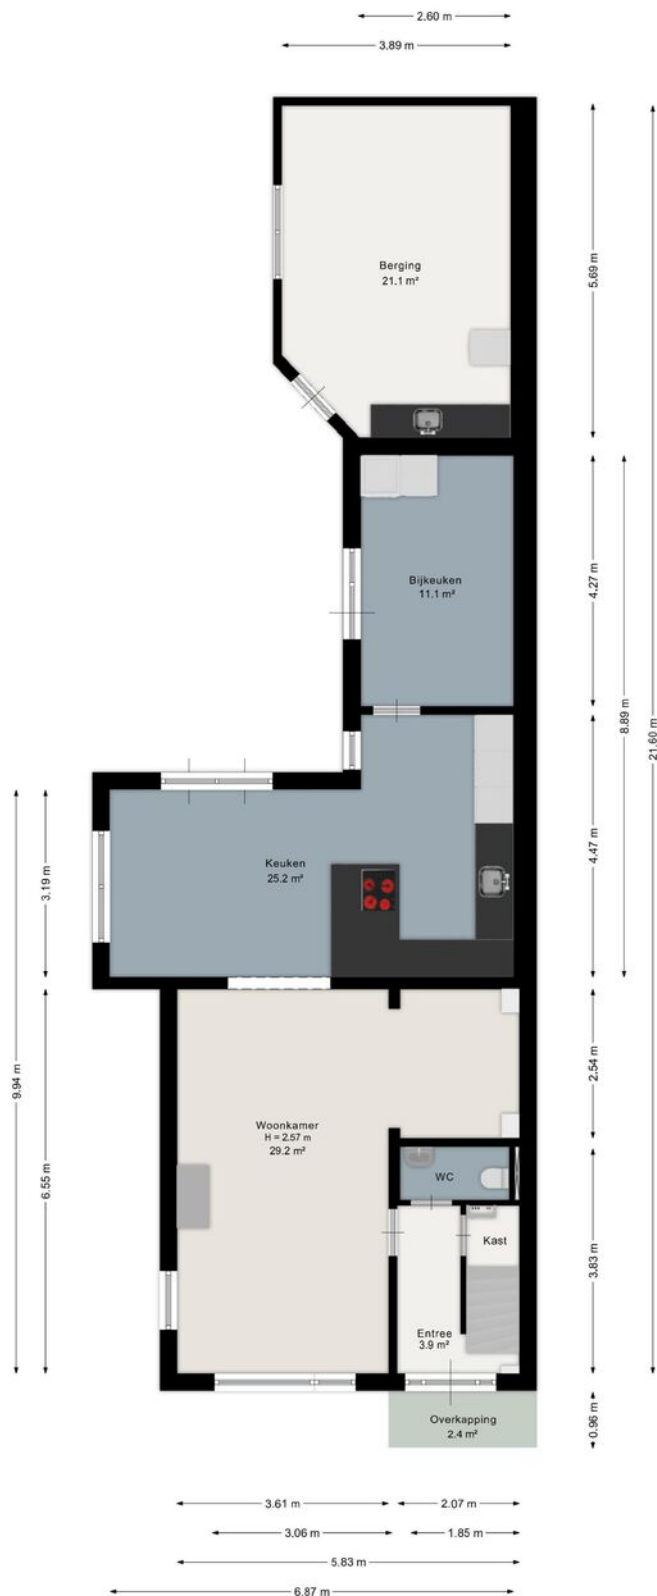 2.60 m
3.89 m
Berging
21.1 m²
5.69 m
Bijkeuken
11.1 m²
4.27 m
8.89 m
21.60 m
Keuken
25.2 m²
3.19 m
4.47 m
Woonkamer
H = 2.57 m
29.2 m²
9.94 m
6.55 m
2.54 m
WC
Kast
3.83 m
Entree
3.9 m²
Overkapping
2.4 m²
0.96 m
3.61 m
2.07 m
3.06 m
1.85 m
5.83 m
6.87 m